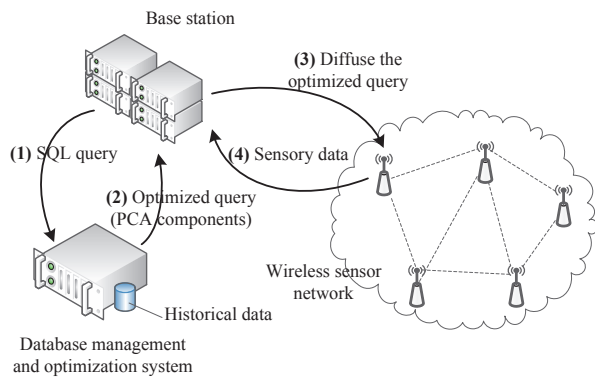 Base station
(3) Diffuse the
optimized query
(1) SQL query
(4) Sensory data
(2) Optimized query
(PCA components)
Wireless sensor
network
Historical data
Database management
and optimization system